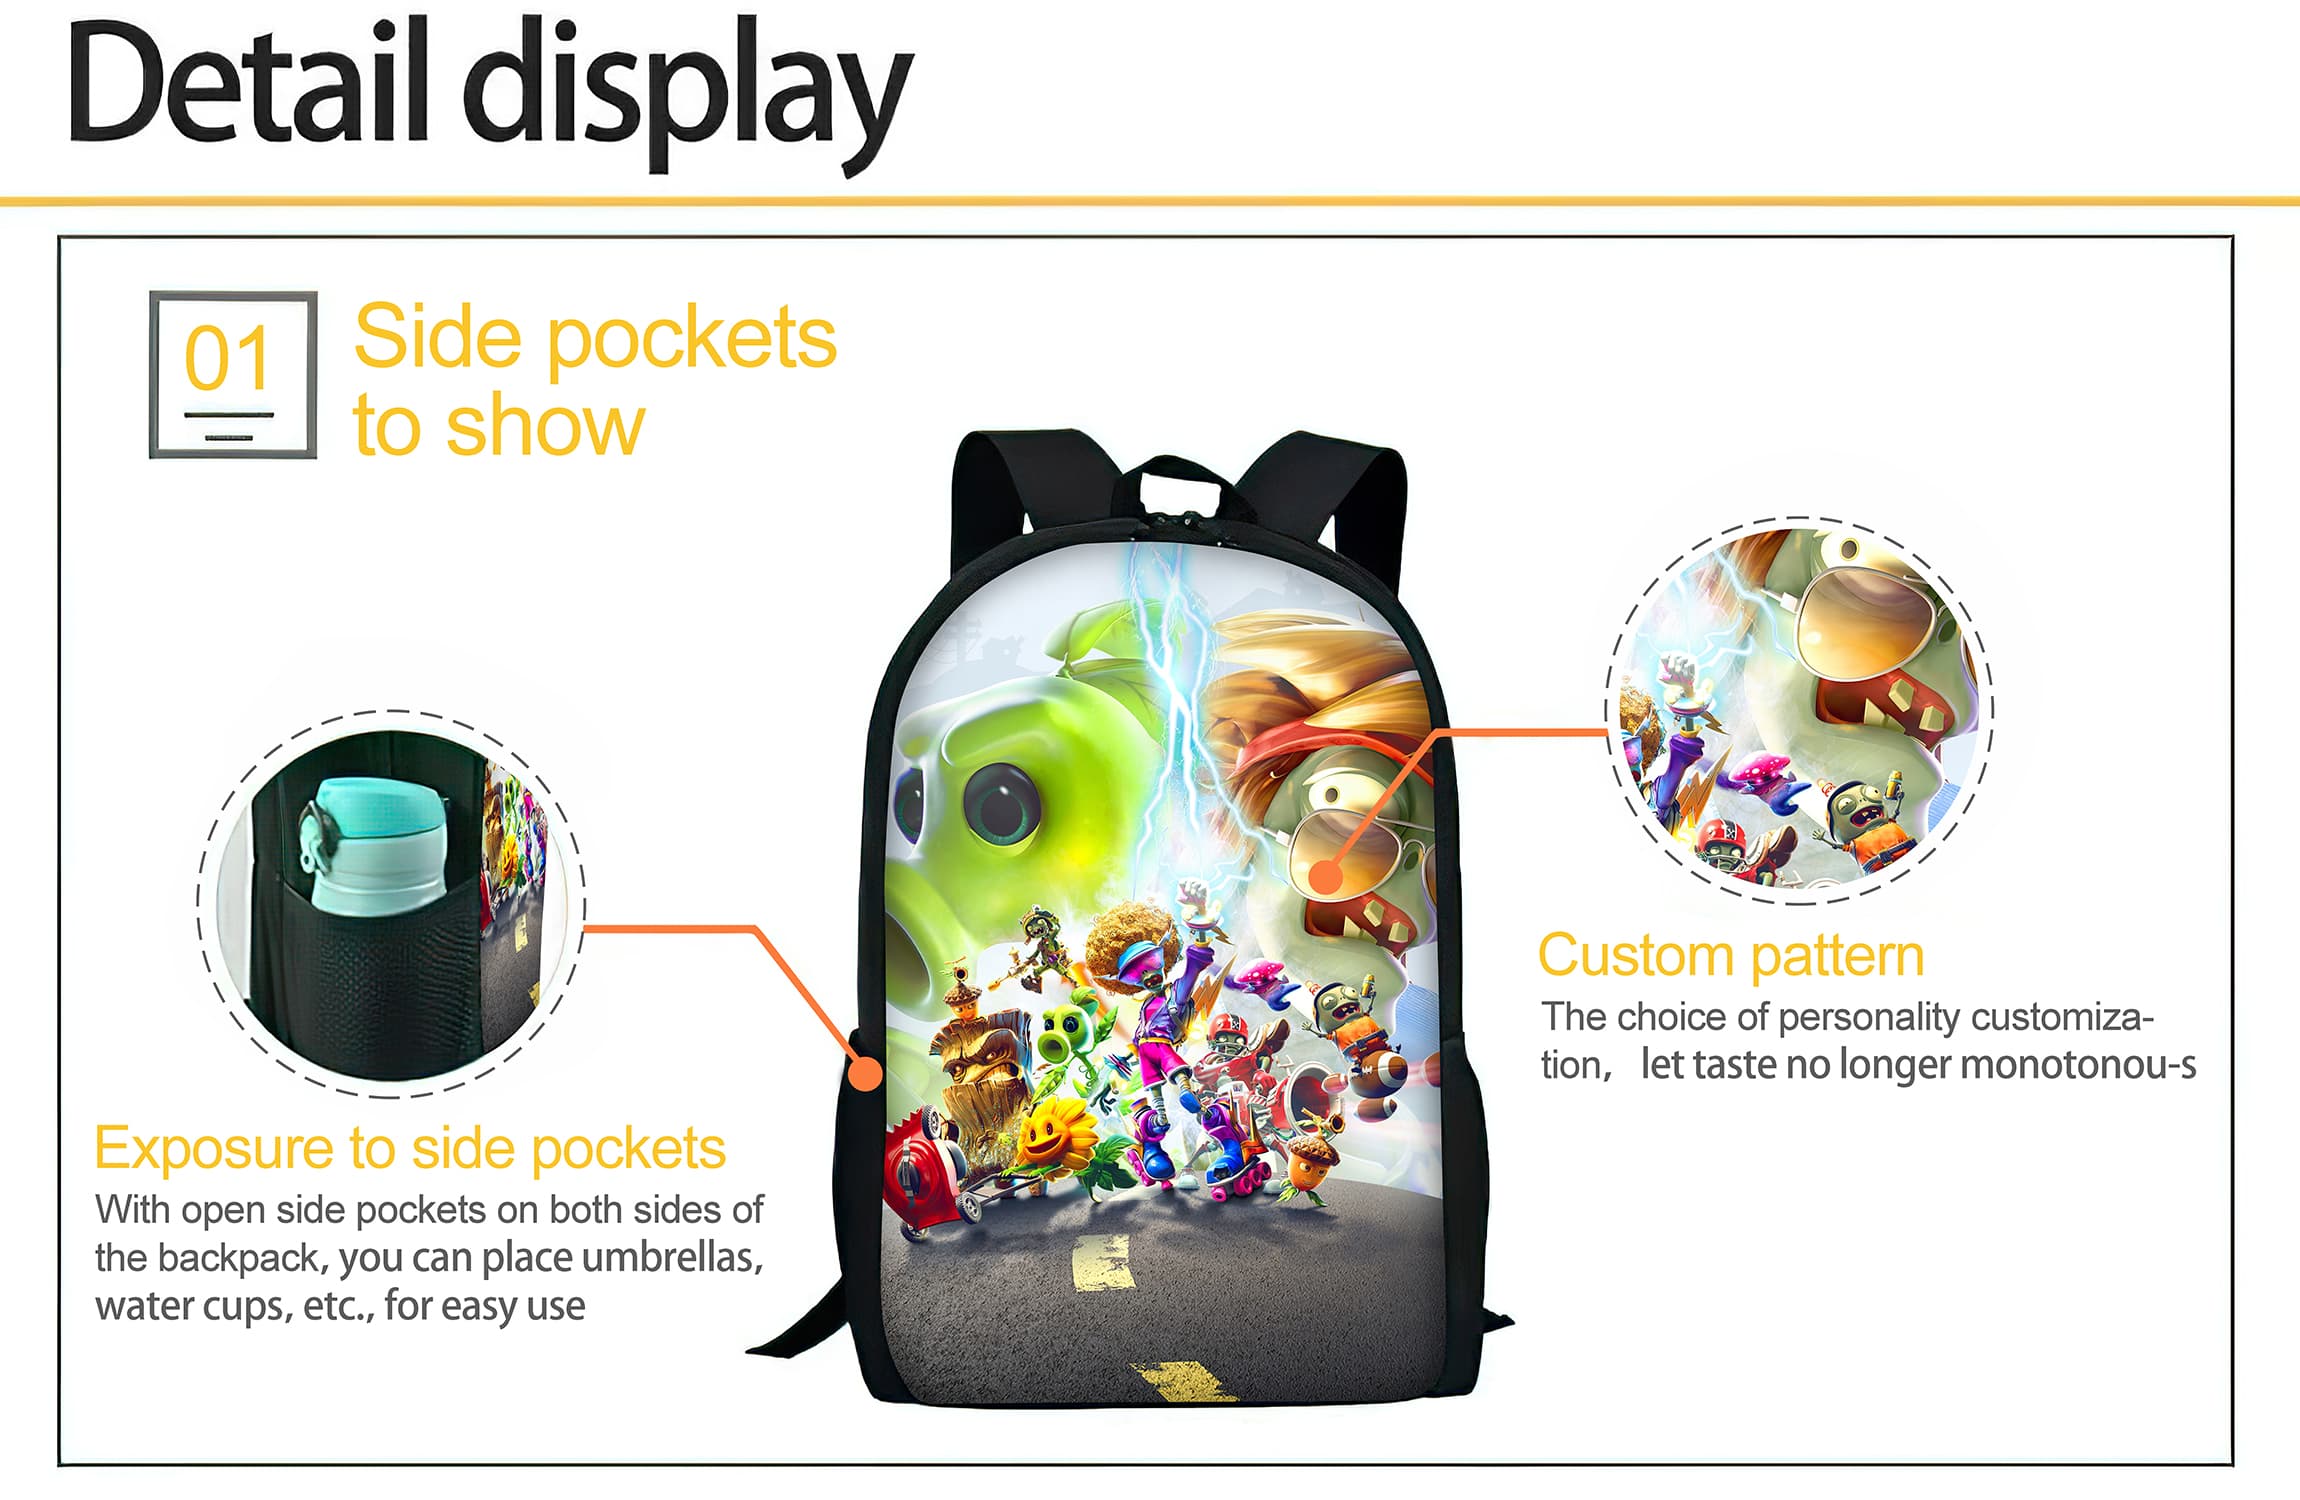 Detail display
01
Side pockets
to show
Custom pattern
The choice of personality customiza-
tion, let taste no longer monotonou-s
Exposure to side pockets
With open side pockets on both sides of
the backpack, you can place umbrellas,
water cups, etc., for easy use